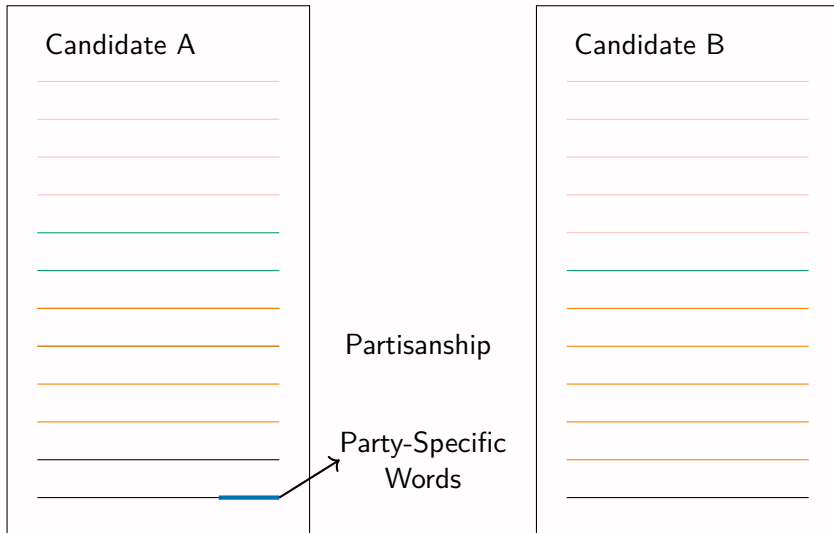 Candidate A
Candidate B
Partisanship
Party-Specific
Words